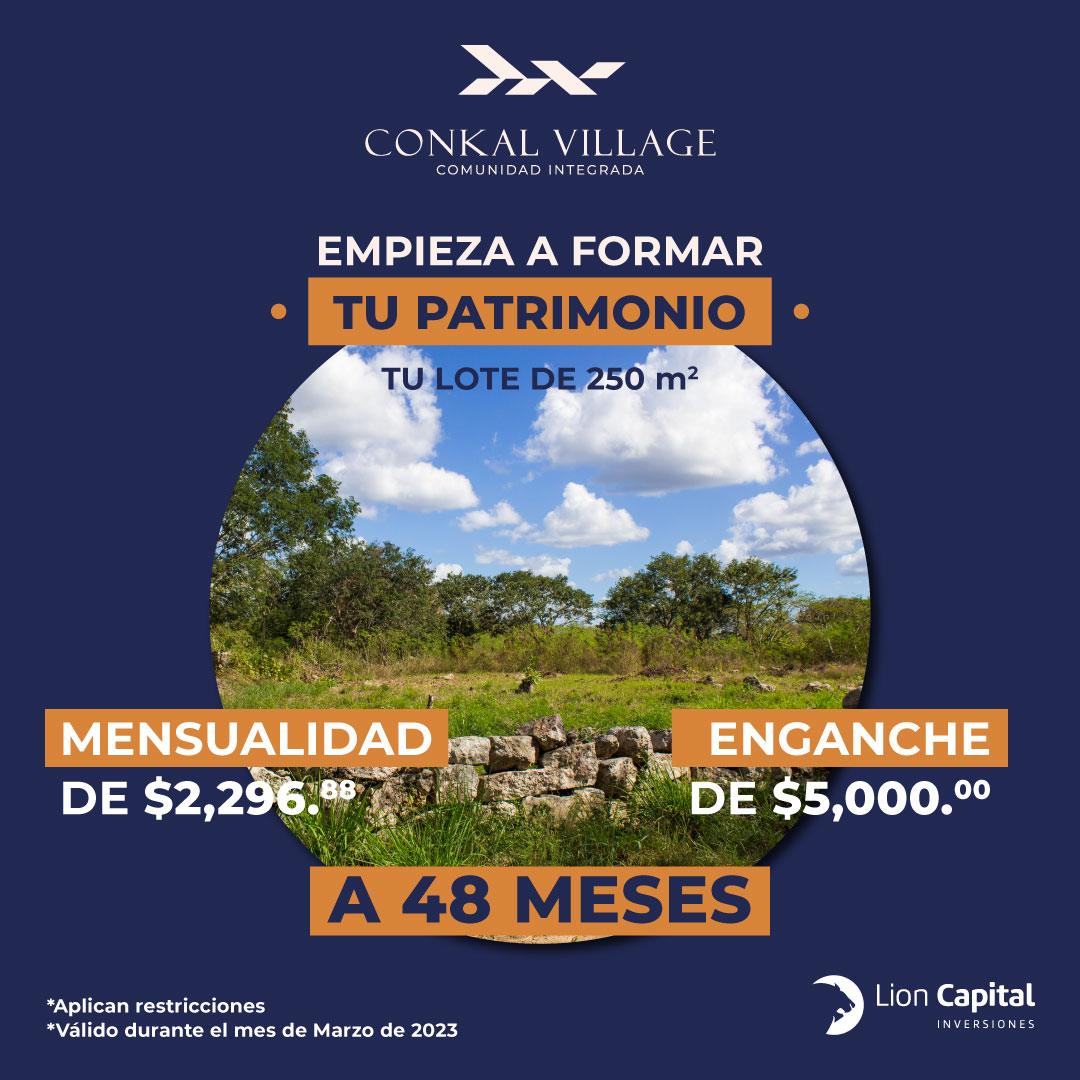 CONKAL VILLAGE
COMUNIDAD INTEGRADA
EMPIEZA A FORMAR
• TU PATRIMONIO •
TU LOTE DE 250 m²
MENSUALIDAD
DE $2,296.88
ENGANCHE
DE $5,000.00
A 48 MESES
*Aplican restricciones
*Válido durante el mes de Marzo de 2023
Lion Capital
INVERSIONES